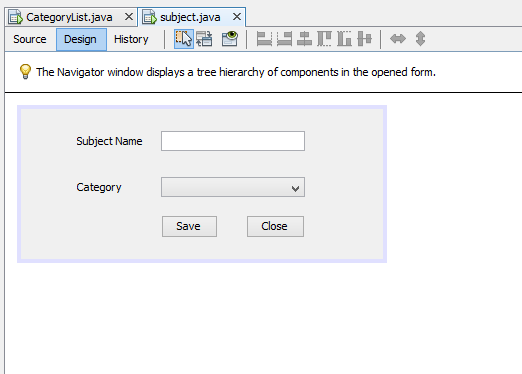 CategoryList.java
subject.java
Source Design History
The Navigator window displays a tree hierarchy of components in the opened form.
Subject Name
Category
Save Close